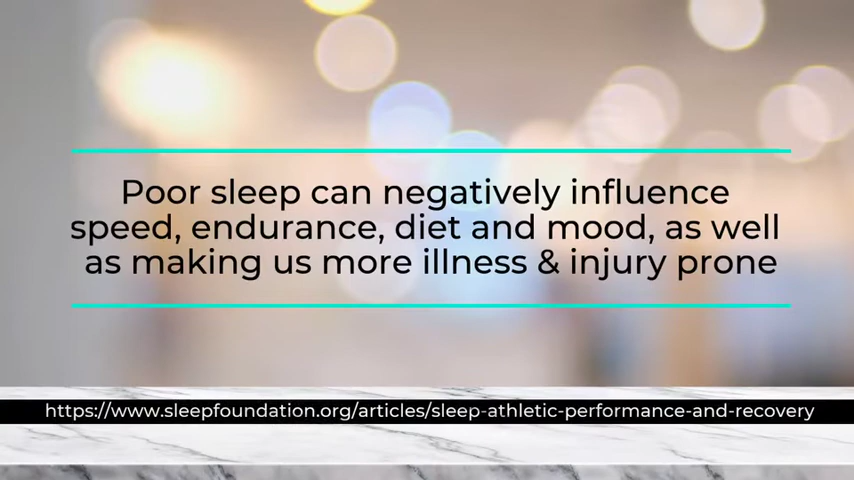 Poor sleep can negatively influence
speed, endurance, diet and mood, as well
as making us more illness & injury prone
https://www.sleepfoundation.org/articles/sleep-athletic-performance-and-recovery